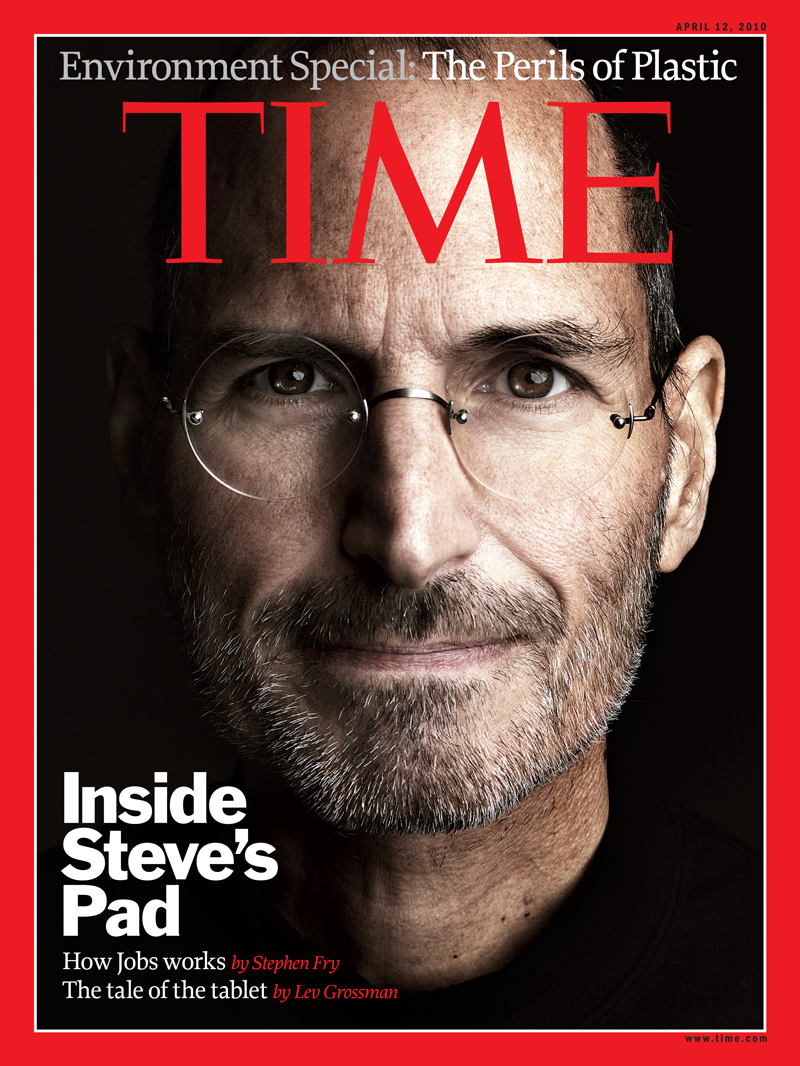 APRIL 12, 2010
Environment Special: The Perils of Plastic
TIME
Inside
Steve's
Pad
How Jobs works by Stephen Fry
The tale of the tablet by Lev Grossman
www.time.com